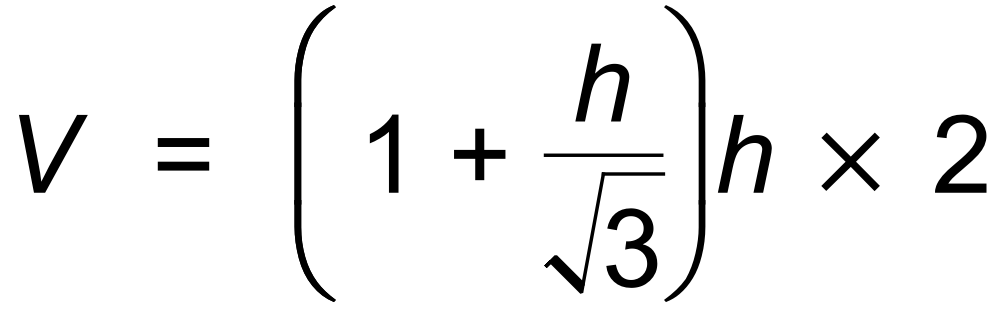 V = (1 + h/√3)h × 2